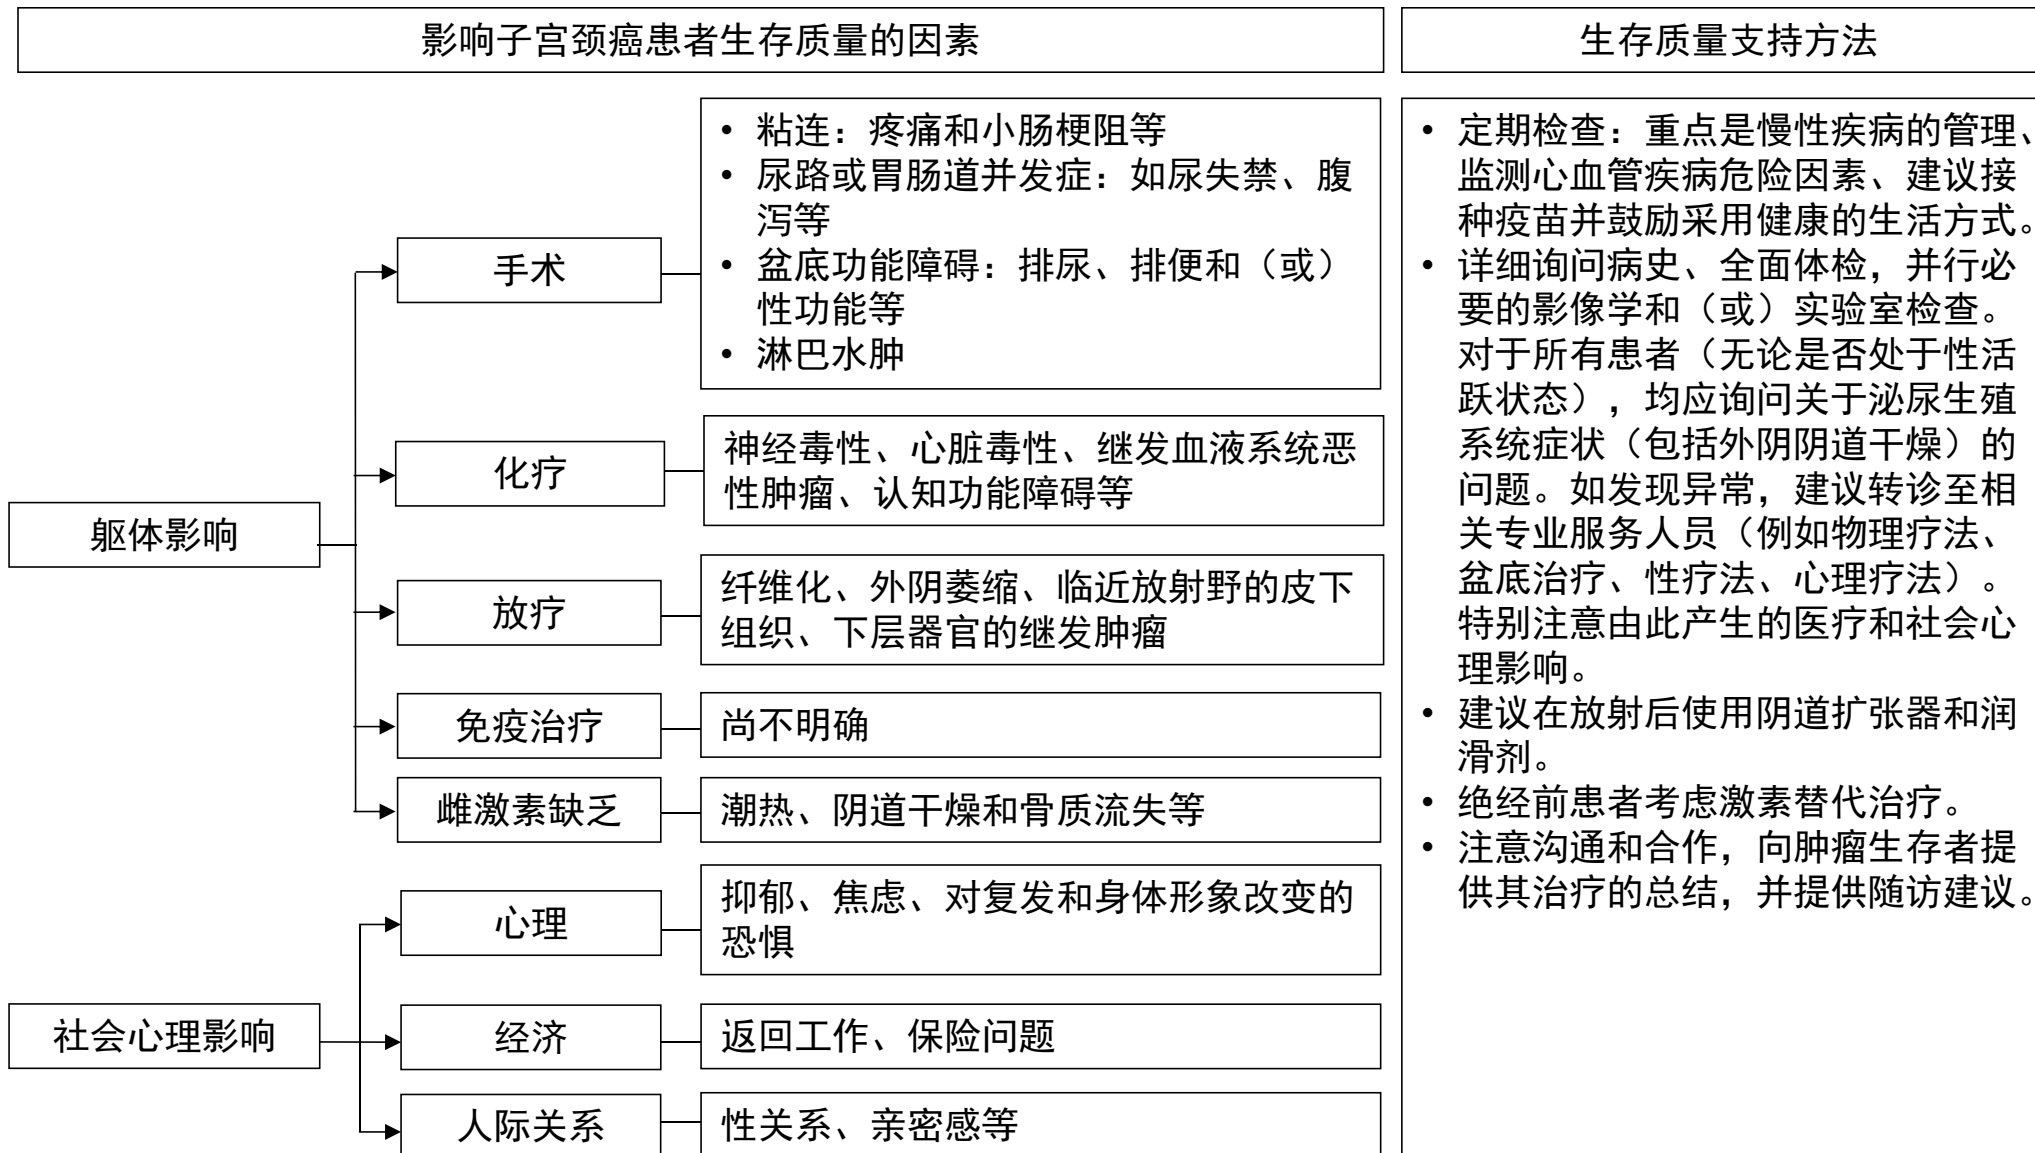 影响子宫颈癌患者生存质量的因素
生存质量支持方法
躯体影响
手术
• 粘连：疼痛和小肠梗阻等
• 尿路或胃肠道并发症：如尿失禁、腹
泻等
• 盆底功能障碍：排尿、排便和（或）
性功能等
• 淋巴水肿
化疗
神经毒性、心脏毒性、继发血液系统恶
性肿瘤、认知功能障碍等
放疗
纤维化、外阴萎缩、临近放射野的皮下
组织、下层器官的继发肿瘤
免疫治疗
尚不明确
雌激素缺乏
潮热、阴道干燥和骨质流失等
社会心理影响
心理
抑郁、焦虑、对复发和身体形象改变的
恐惧
经济
返回工作、保险问题
人际关系
性关系、亲密感等
• 定期检查：重点是慢性疾病的管理、
监测心血管疾病危险因素、建议接
种疫苗并鼓励采用健康的生活方式。
• 详细询问病史、全面体检，并行必
要的影像学和（或）实验室检查。
对于所有患者（无论是否处于性活
跃状态），均应询问关于泌尿生殖
系统症状（包括外阴阴道干燥）的
问题。如发现异常，建议转诊至相
关专业服务人员（例如物理疗法、
盆底治疗、性疗法、心理疗法）。
特别注意由此产生的医疗和社会心
理影响。
• 建议在放射后使用阴道扩张器和润
滑剂。
• 绝经前患者考虑激素替代治疗。
• 注意沟通和合作，向肿瘤生存者提
供其治疗的总结，并提供随访建议。